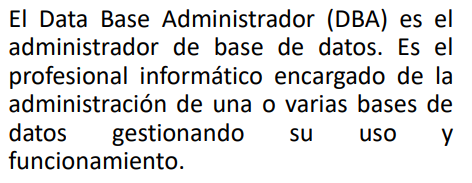 El Data Base Administrador (DBA) es el
administrador de base de datos. Es el
profesional informático encargado de la
administración de una o varias bases de
datos gestionando su uso y
funcionamiento.